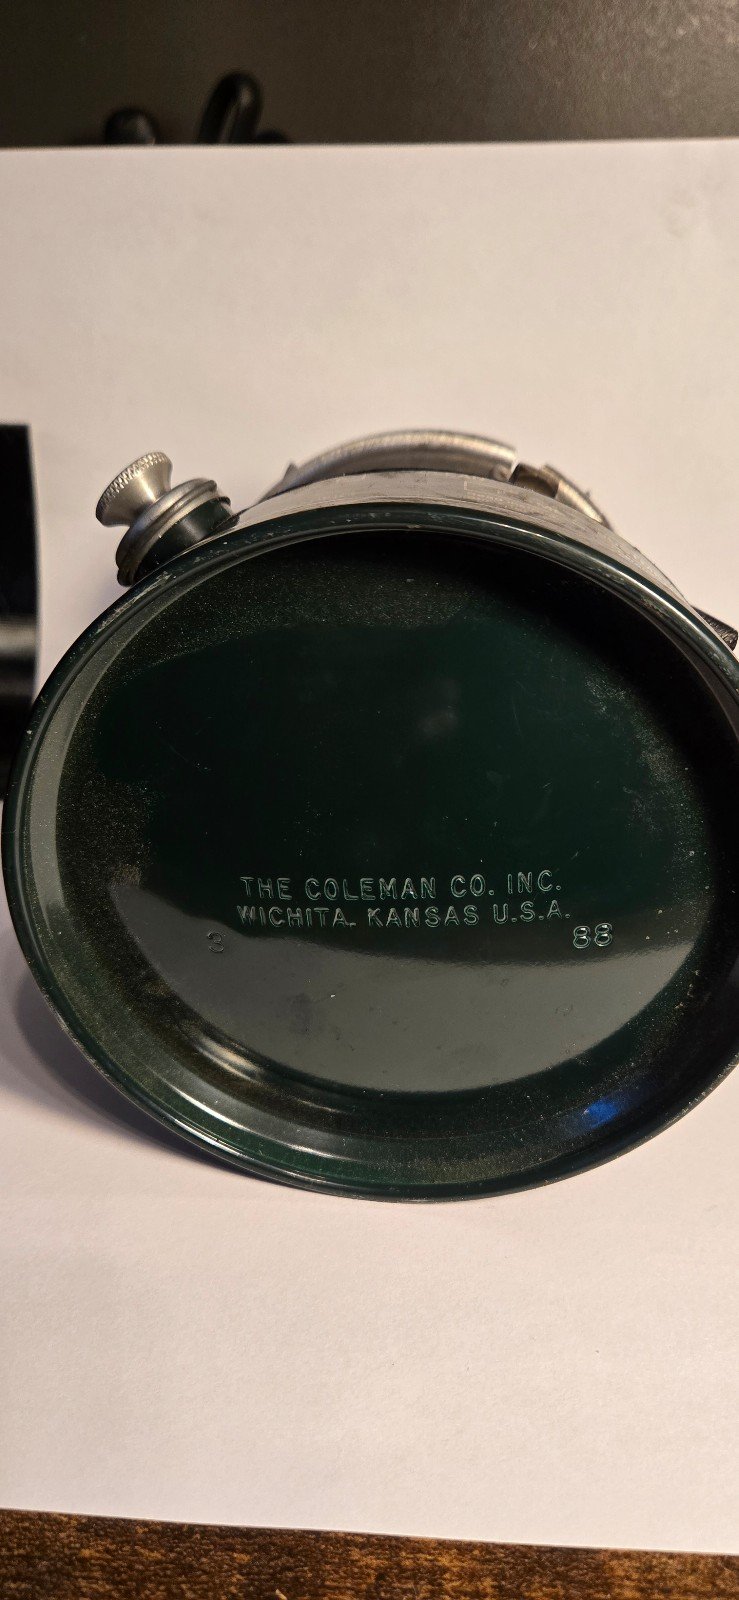 THE COLEMAN CO. INC.
WICHITA KANSAS U.S.A.
3 88